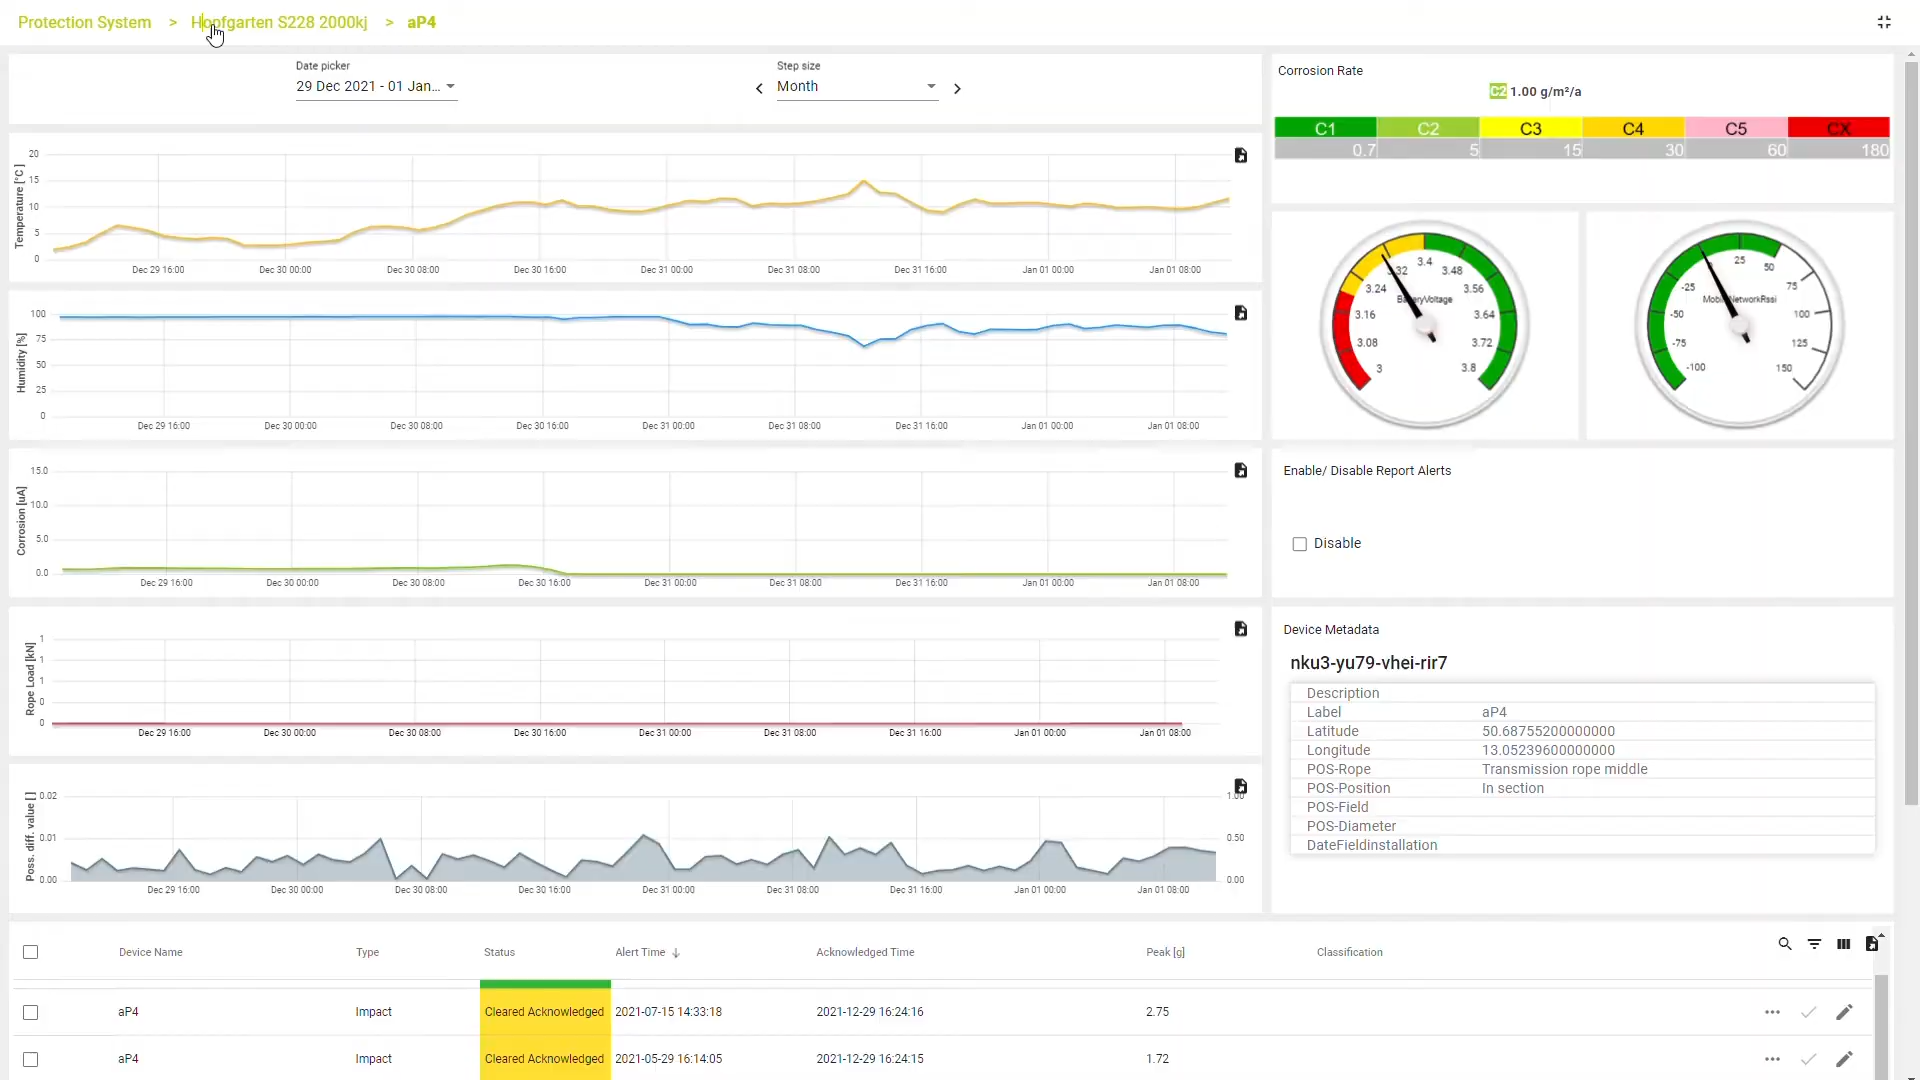 Protection System > Hopfgarten S228 2000kj > aP4
Date picker
29 Dec 2021 - 01 Jan...
Step size
Month
Temperature [°C]
20
15
10
5
0
Dec 29 16:00 Dec 30 00:00 Dec 30 08:00 Dec 30 16:00 Dec 31 00:00 Dec 31 08:00 Dec 31 16:00 Jan 01 00:00 Jan 01 08:00
Humidity [%]
100
75
50
25
0
Dec 29 16:00 Dec 30 00:00 Dec 30 08:00 Dec 30 16:00 Dec 31 00:00 Dec 31 08:00 Dec 31 16:00 Jan 01 00:00 Jan 01 08:00
Corrosion [uA]
15.0
10.0
5.0
0.0
Dec 29 16:00 Dec 30 00:00 Dec 30 08:00 Dec 30 16:00 Dec 31 00:00 Dec 31 08:00 Dec 31 16:00 Jan 01 00:00 Jan 01 08:00
Rope Load [kN]
1
1
1
0
0
Dec 29 16:00 Dec 30 00:00 Dec 30 08:00 Dec 30 16:00 Dec 31 00:00 Dec 31 08:00 Dec 31 16:00 Jan 01 00:00 Jan 01 08:00
Poss. diff. value [ ]
0.02 1.00
0.01 0.50
0.00 0.00
Dec 29 16:00 Dec 30 00:00 Dec 30 08:00 Dec 30 16:00 Dec 31 00:00 Dec 31 08:00 Dec 31 16:00 Jan 01 00:00 Jan 01 08:00
Corrosion Rate
C2 1.00 g/m²/a
C1 C2 C3 C4 C5 CX
0.7 5 15 30 60 180
3 3.08 3.16 3.24 3.4 3.48 3.56 3.64 3.72 3.8
-100 -75 -50 -25 25 50 75 100 125 150
Enable/ Disable Report Alerts
Disable
Device Metadata
nku3-yu79-vhei-rir7
Description
Label aP4
Latitude 50.68755200000000
Longitude 13.05239600000000
POS-Rope Transmission rope middle
POS-Position In section
POS-Field
POS-Diameter
DateFieldinstallation
Device Name Type Status Alert Time Acknowledged Time Peak [g] Classification
aP4 Impact Cleared Acknowledged 2021-07-15 14:33:18 2021-12-29 16:24:16 2.75
aP4 Impact Cleared Acknowledged 2021-05-29 16:14:05 2021-12-29 16:24:15 1.72